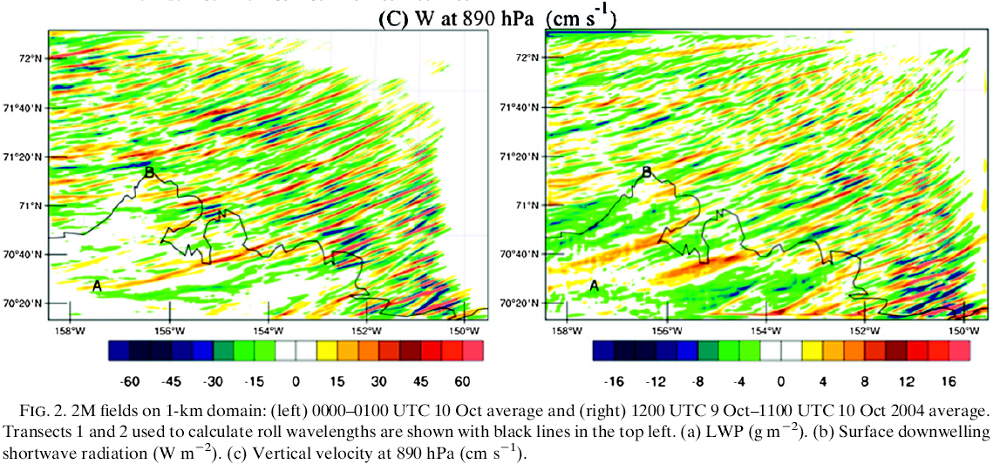 (C) W at 890 hPa (cm s⁻¹)
72°N
71°40'N
71°20'N
71°N
70°40'N
70°20'N
B
A
158°W 156°W 154°W 152°W 150°W
-60 -45 -30 -15 0 15 30 45 60
72°N
71°40'N
71°20'N
71°N
70°40'N
70°20'N
B
A
158°W 156°W 154°W 152°W 150°W
-16 -12 -8 -4 0 4 8 12 16
FIG. 2. 2M fields on 1-km domain: (left) 0000–0100 UTC 10 Oct average and (right) 1200 UTC 9 Oct–1100 UTC 10 Oct 2004 average.
Transects 1 and 2 used to calculate roll wavelengths are shown with black lines in the top left. (a) LWP (g m⁻²). (b) Surface downwelling
shortwave radiation (W m⁻²). (c) Vertical velocity at 890 hPa (cm s⁻¹).